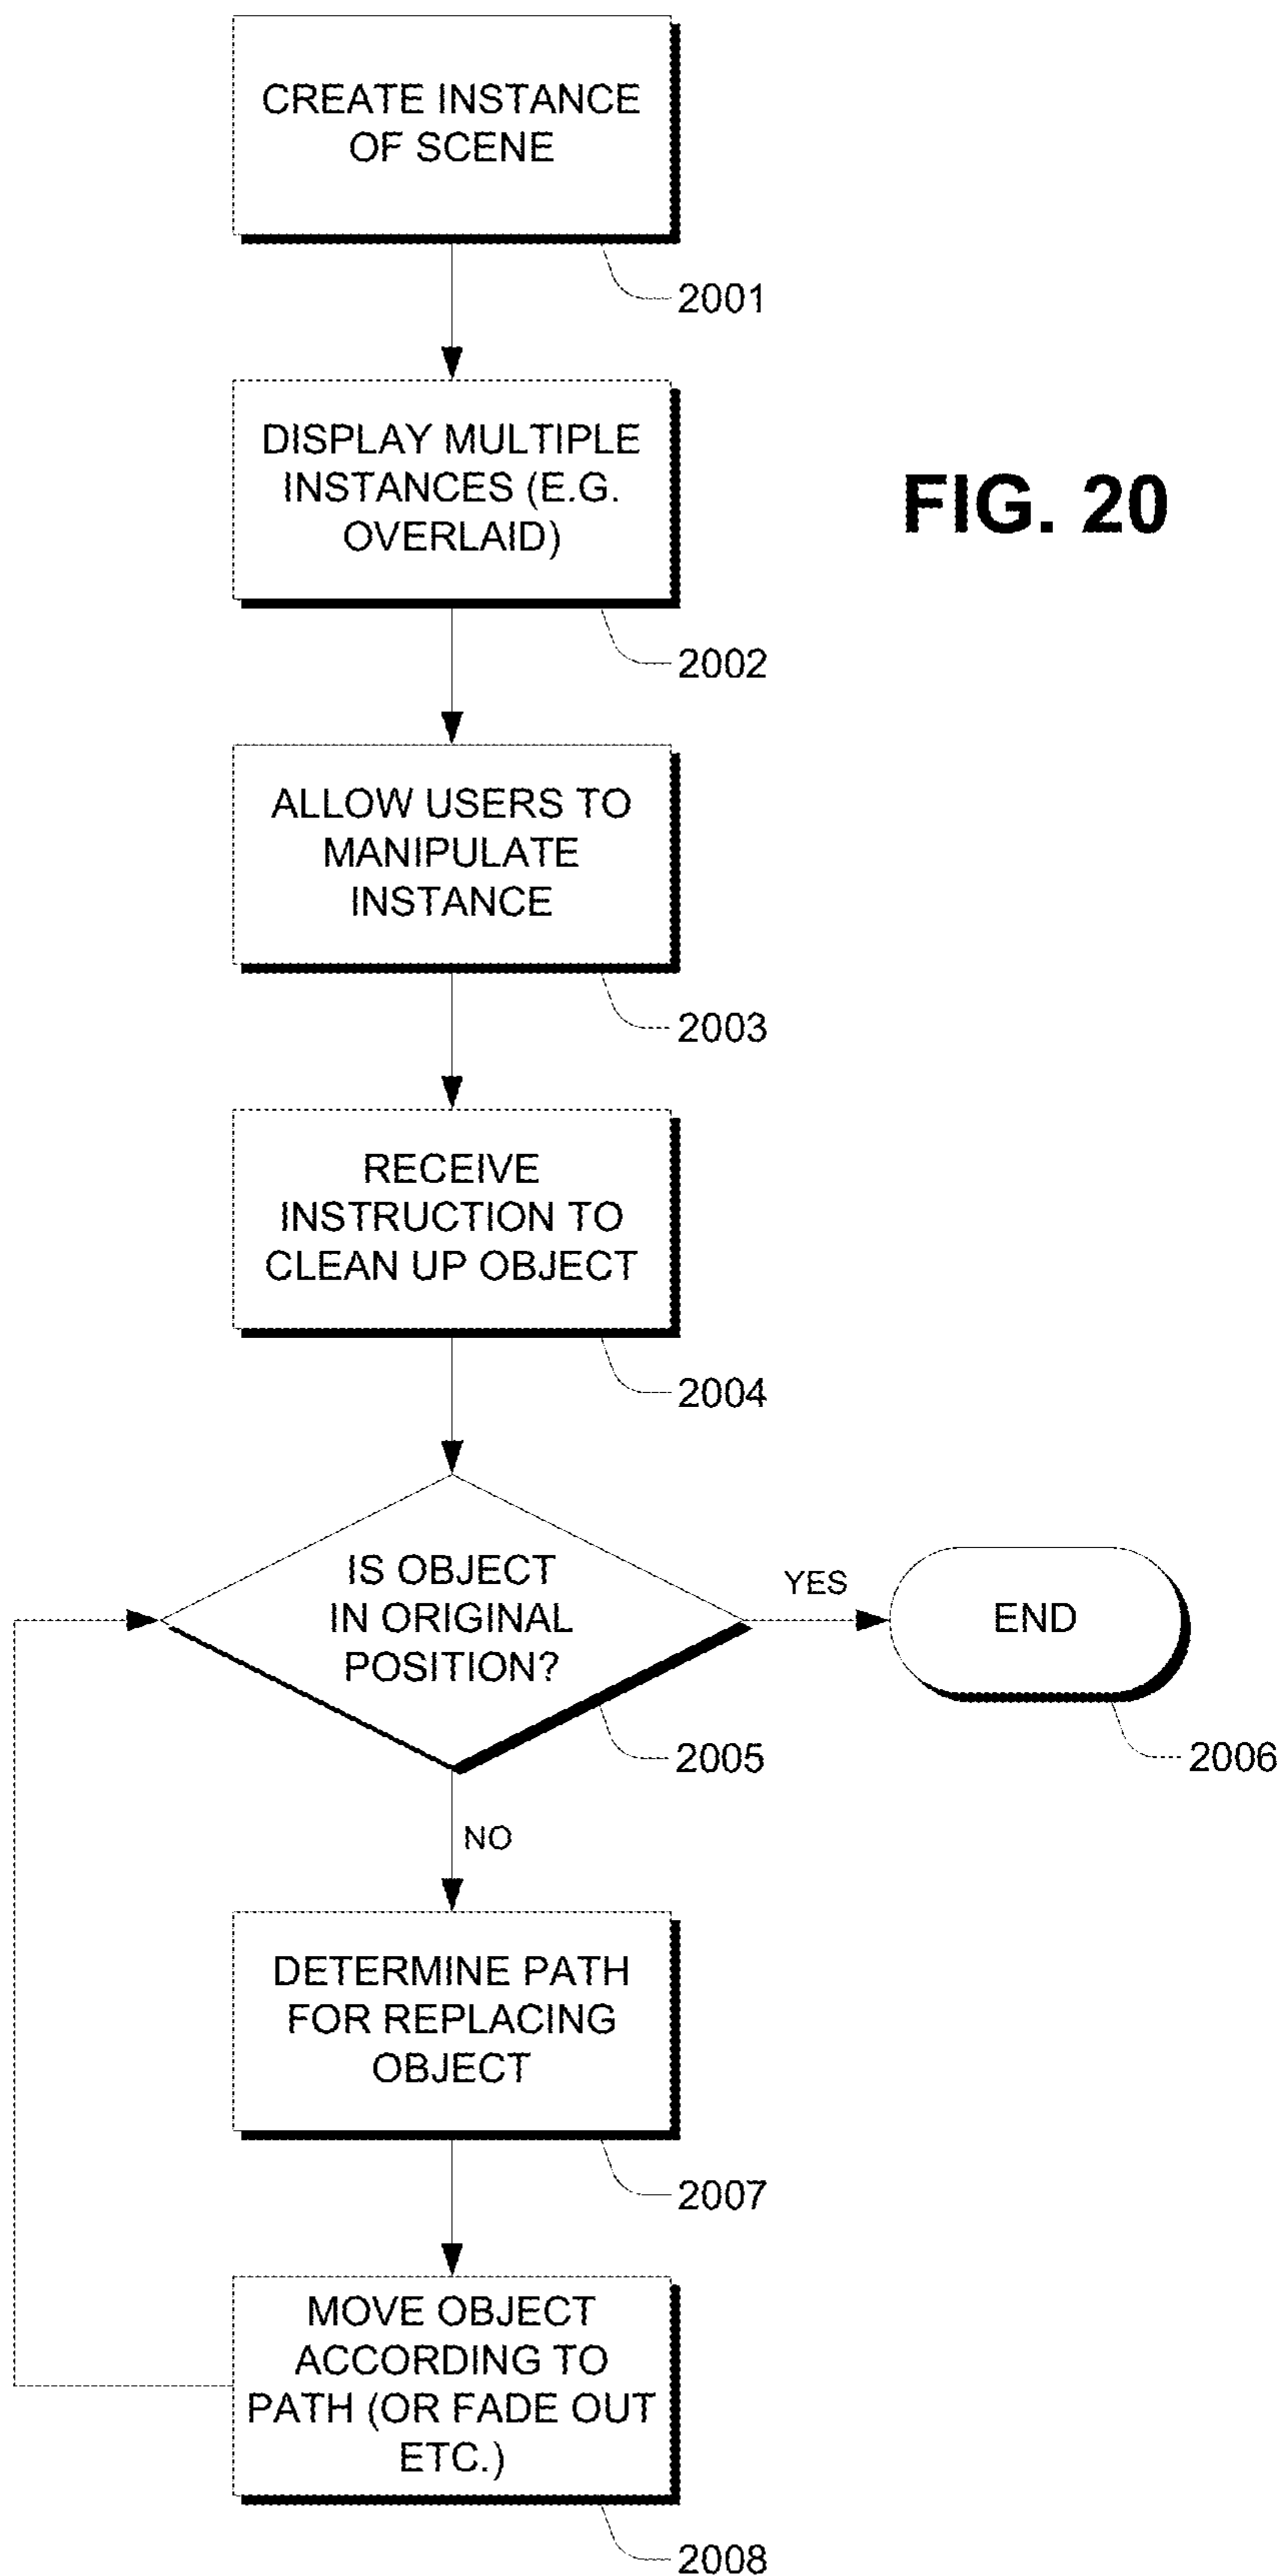 CREATE INSTANCE
OF SCENE
2001
DISPLAY MULTIPLE
INSTANCES (E.G.
OVERLAID)
FIG. 20
2002
ALLOW USERS TO
MANIPULATE
INSTANCE
2003
RECEIVE
INSTRUCTION TO
CLEAN UP OBJECT
2004
IS OBJECT
IN ORIGINAL
POSITION?
YES
END
2005
2006
NO
DETERMINE PATH
FOR REPLACING
OBJECT
2007
MOVE OBJECT
ACCORDING TO
PATH (OR FADE OUT
ETC.)
2008